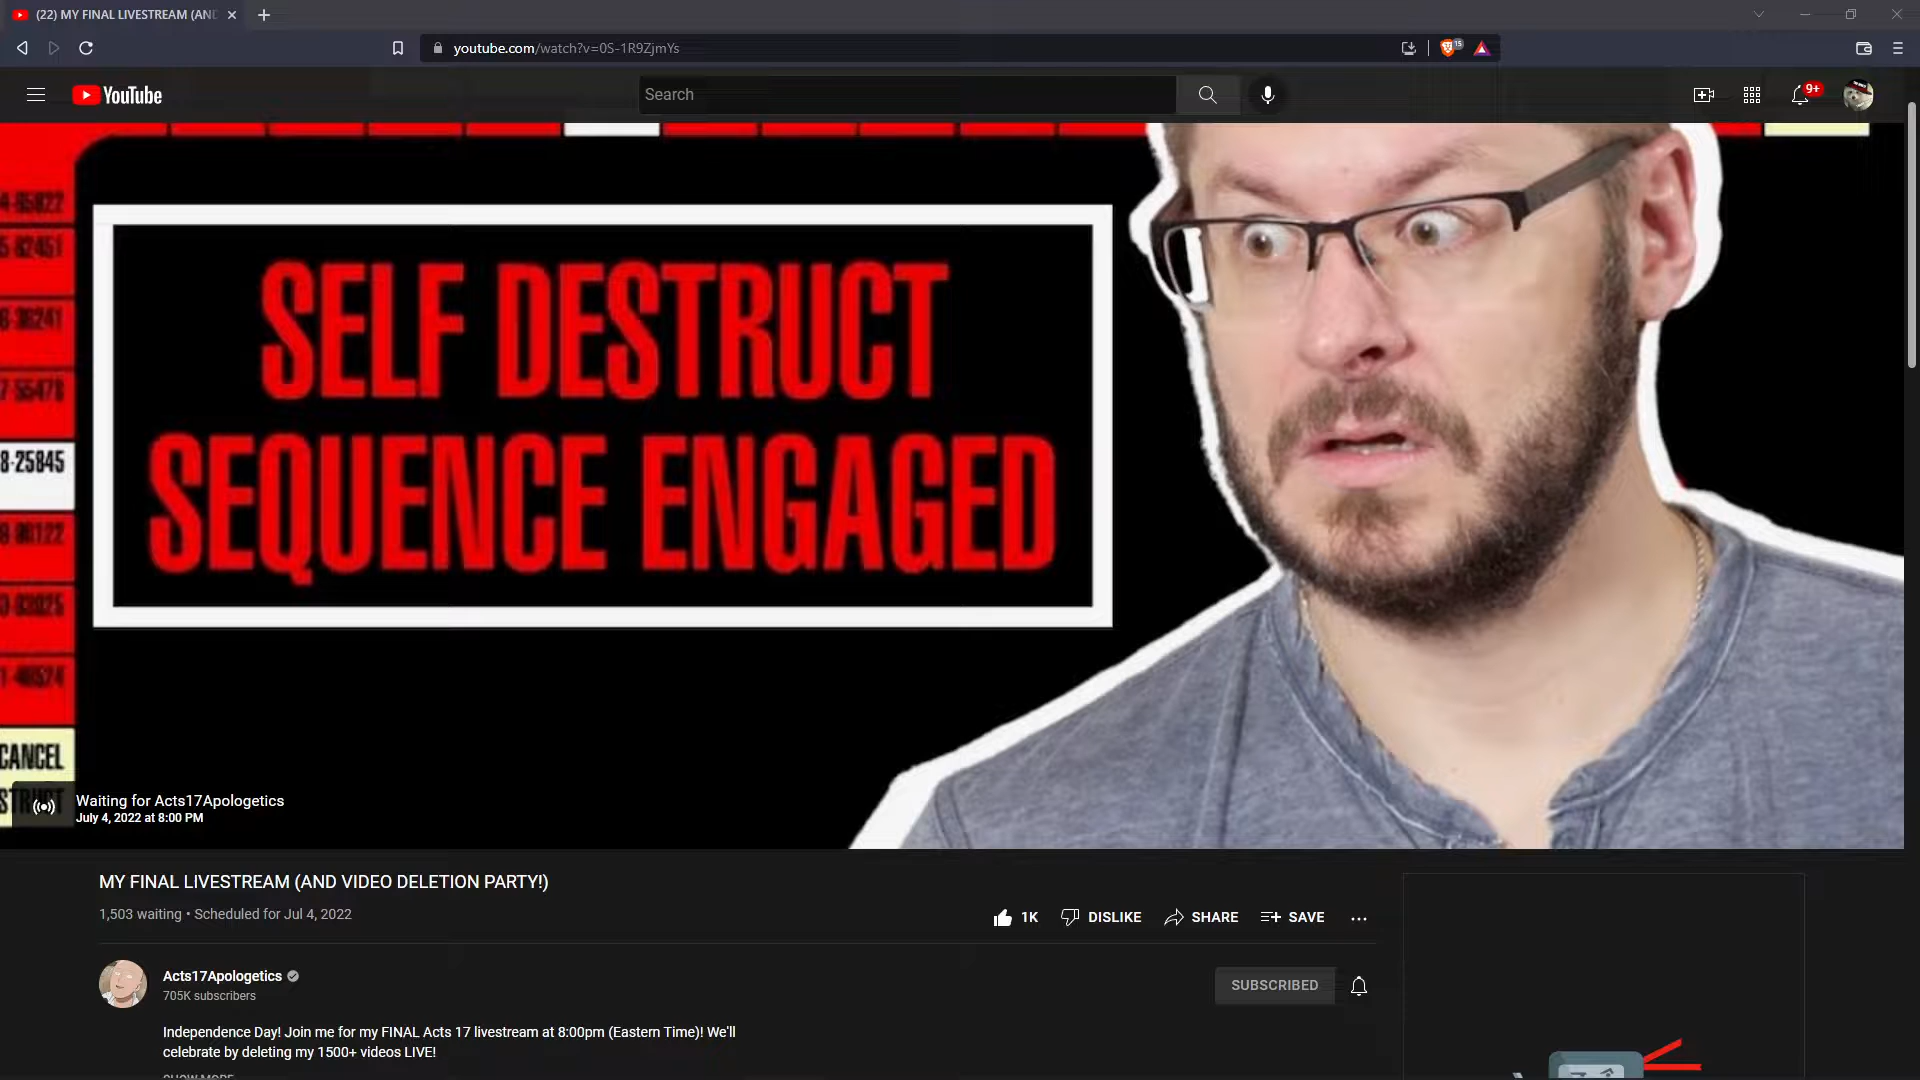 (22) MY FINAL LIVESTREAM (AND
youtube.com/watch?v=0S-1R9ZjmYs
15
YouTube
Search
9+
SELF DESTRUCT
SEQUENCE ENGAGED
8-25845
CANCEL
Waiting for Acts17Apologetics
July 4, 2022 at 8:00 PM
MY FINAL LIVESTREAM (AND VIDEO DELETION PARTY!)
1,503 waiting • Scheduled for Jul 4, 2022
1K DISLIKE SHARE SAVE
Acts17Apologetics
705K subscribers
SUBSCRIBED
Independence Day! Join me for my FINAL Acts 17 livestream at 8:00pm (Eastern Time)! We'll
celebrate by deleting my 1500+ videos LIVE!
SHOW MORE